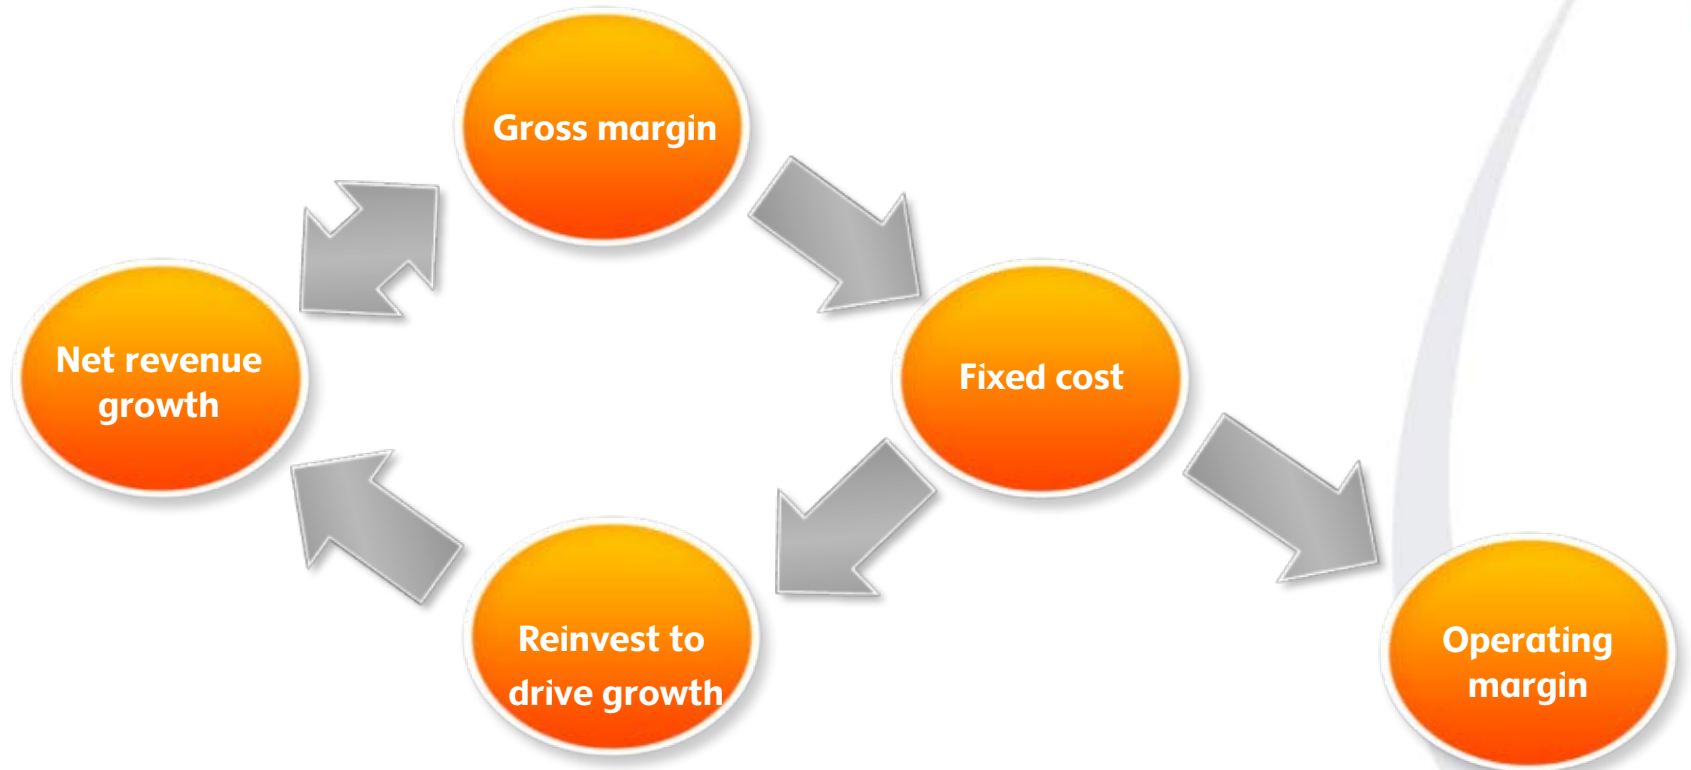 Gross margin
Net revenue
growth
Fixed cost
Reinvest to
drive growth
Operating
margin